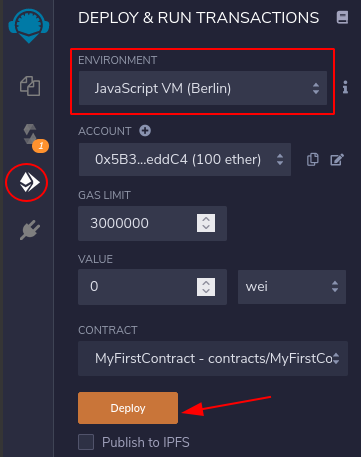 DEPLOY & RUN TRANSACTIONS
ENVIRONMENT
JavaScript VM (Berlin)
i
ACCOUNT
0x5B3...eddC4 (100 ether)
1
GAS LIMIT
3000000
VALUE
0 wei
CONTRACT
MyFirstContract - contracts/MyFirstCo
Deploy
Publish to IPFS